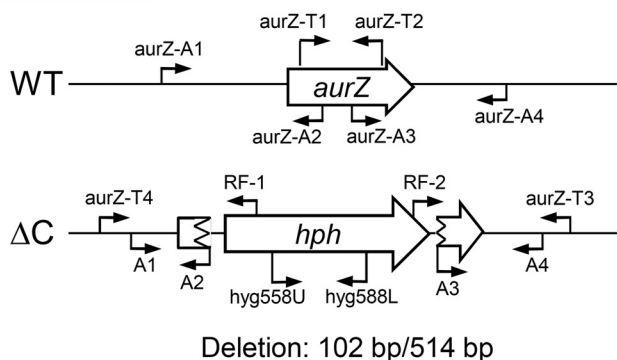 aurZ-T1 aurZ-T2
aurZ-A1
WT aurZ
aurZ-A2 aurZ-A3 aurZ-A4
aurZ-T4 RF-1 RF-2 aurZ-T3
ΔC hph
A1 A2 A3 A4
hyg558U hyg588L
Deletion: 102 bp/514 bp